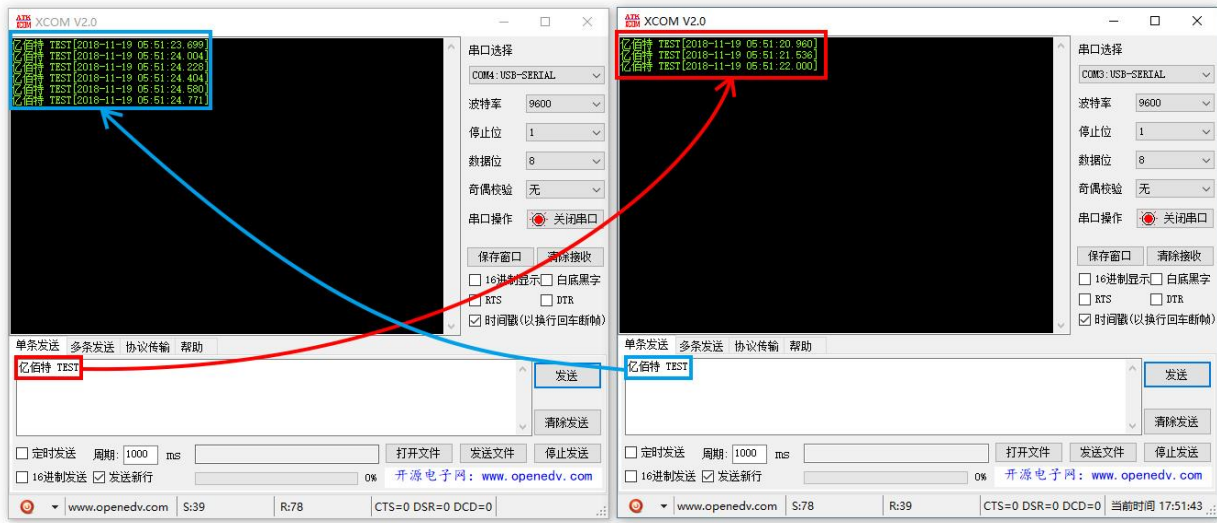 XCOM V2.0
亿佰特 TEST[2018-11-19 05:51:23.699]
亿佰特 TEST[2018-11-19 05:51:24.004]
亿佰特 TEST[2018-11-19 05:51:24.228]
亿佰特 TEST[2018-11-19 05:51:24.404]
亿佰特 TEST[2018-11-19 05:51:24.580]
亿佰特 TEST[2018-11-19 05:51:24.771]
串口选择
COM4:USB-SERIAL
波特率 9600
停止位 1
数据位 8
奇偶校验 无
串口操作 关闭串口
保存窗口 清除接收
16进制显示 白底黑字
RTS DTR
时间戳(以换行回车断帧)
单条发送 多条发送 协议传输 帮助
亿佰特 TEST
发送
清除发送
定时发送 周期: 1000 ms 打开文件 发送文件 停止发送
16进制发送 发送新行 0% 开源电子网: www.openedv.com
www.openedv.com S:39 R:78 CTS=0 DSR=0 DCD=0
XCOM V2.0
亿佰特 TEST[2018-11-19 05:51:20.960]
亿佰特 TEST[2018-11-19 05:51:21.536]
亿佰特 TEST[2018-11-19 05:51:22.000]
串口选择
COM3:USB-SERIAL
波特率 9600
停止位 1
数据位 8
奇偶校验 无
串口操作 关闭串口
保存窗口 清除接收
16进制显示 白底黑字
RTS DTR
时间戳(以换行回车断帧)
单条发送 多条发送 协议传输 帮助
亿佰特 TEST
发送
清除发送
定时发送 周期: 1000 ms 打开文件 发送文件 停止发送
16进制发送 发送新行 0% 开源电子网: www.openedv.com
www.openedv.com S:78 R:39 CTS=0 DSR=0 DCD=0 当前时间 17:51:43